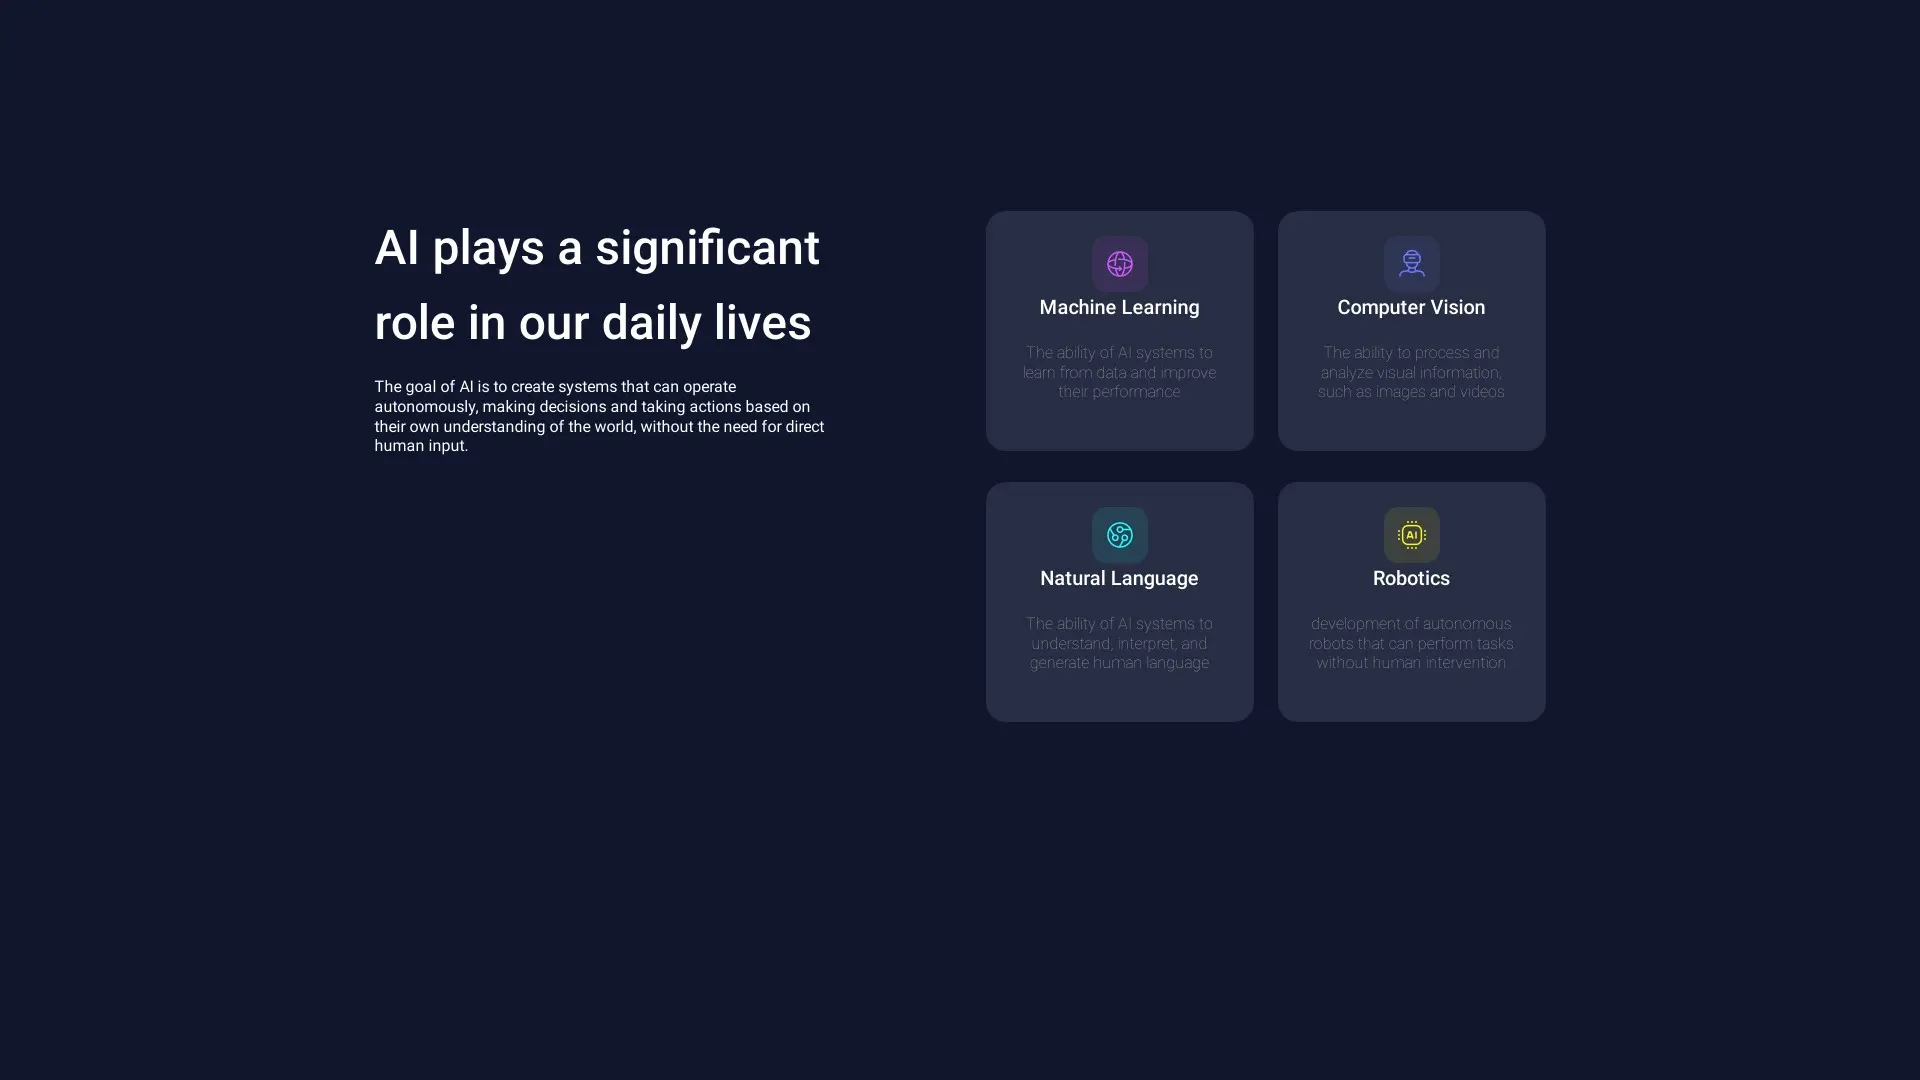 AI plays a significant
role in our daily lives
The goal of AI is to create systems that can operate
autonomously, making decisions and taking actions based on
their own understanding of the world, without the need for direct
human input.
Machine Learning
The ability of AI systems to
learn from data and improve
their performance
Computer Vision
The ability to process and
analyze visual information,
such as images and videos
Natural Language
The ability of AI systems to
understand, interpret, and
generate human language
AI
Robotics
development of autonomous
robots that can perform tasks
without human intervention